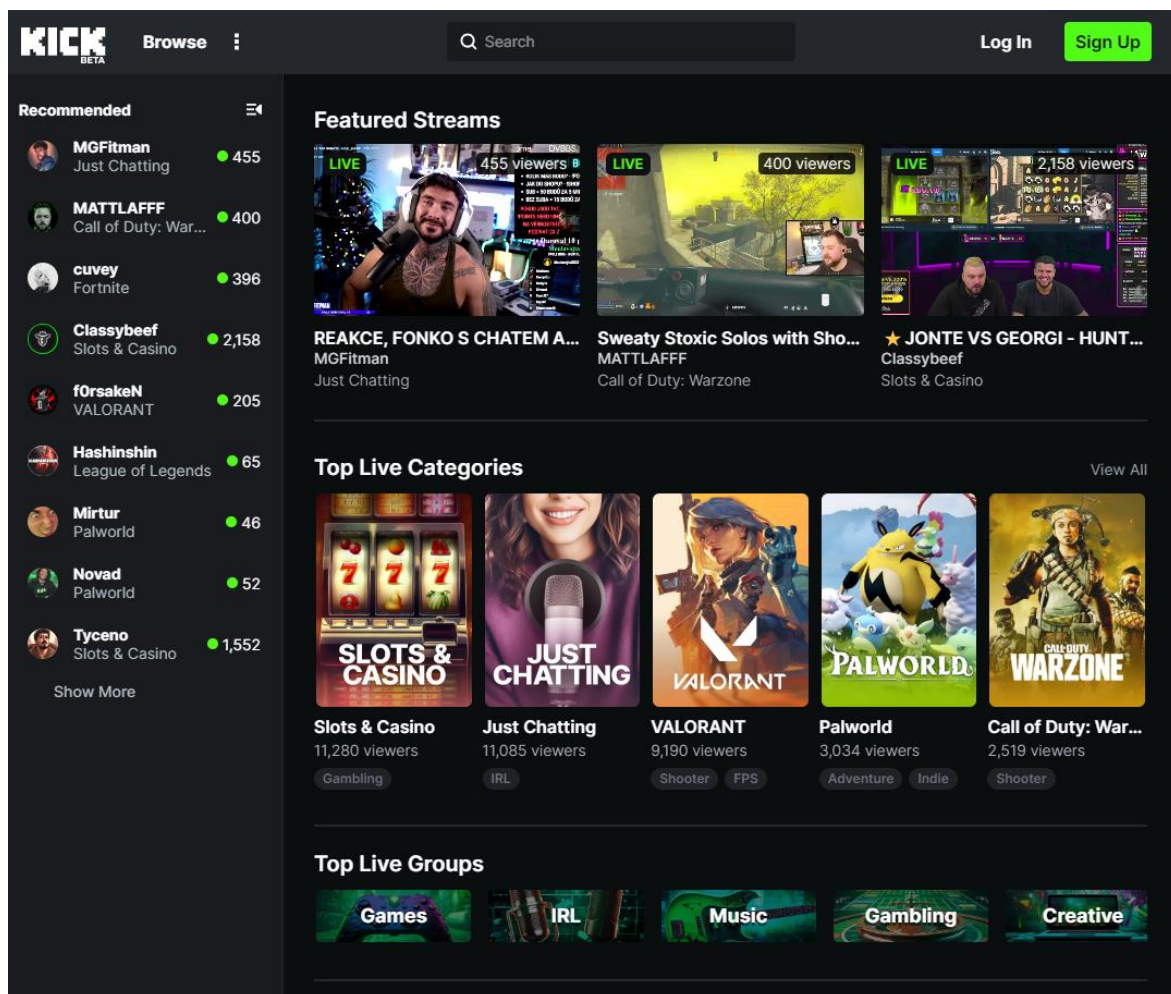 KICK
BETA
Browse
Search
Log In
Sign Up
Recommended
MGFitman
Just Chatting
455
MATTLAFFF
Call of Duty: War...
400
cuvey
Fortnite
396
Classybeef
Slots & Casino
2,158
f0rsakeN
VALORANT
205
Hashinshin
League of Legends
65
Mirtur
Palworld
46
Novad
Palworld
52
Tyceno
Slots & Casino
1,552
Show More
Featured Streams
LIVE
455 viewers
REAKCE, FONKO S CHATEM A...
MGFitman
Just Chatting
LIVE
400 viewers
Sweaty Stoxic Solos with Sho...
MATTLAFFF
Call of Duty: Warzone
LIVE
2,158 viewers
JONTE VS GEORGI - HUNT...
Classybeef
Slots & Casino
Top Live Categories
View All
SLOTS &
CASINO
Slots & Casino
11,280 viewers
Gambling
JUST
CHATTING
Just Chatting
11,085 viewers
IRL
VALORANT
VALORANT
9,190 viewers
Shooter FPS
PALWORLD
Palworld
3,034 viewers
Adventure Indie
CALL OF DUTY
WARZONE
Call of Duty: War...
2,519 viewers
Shooter
Top Live Groups
Games
IRL
Music
Gambling
Creative